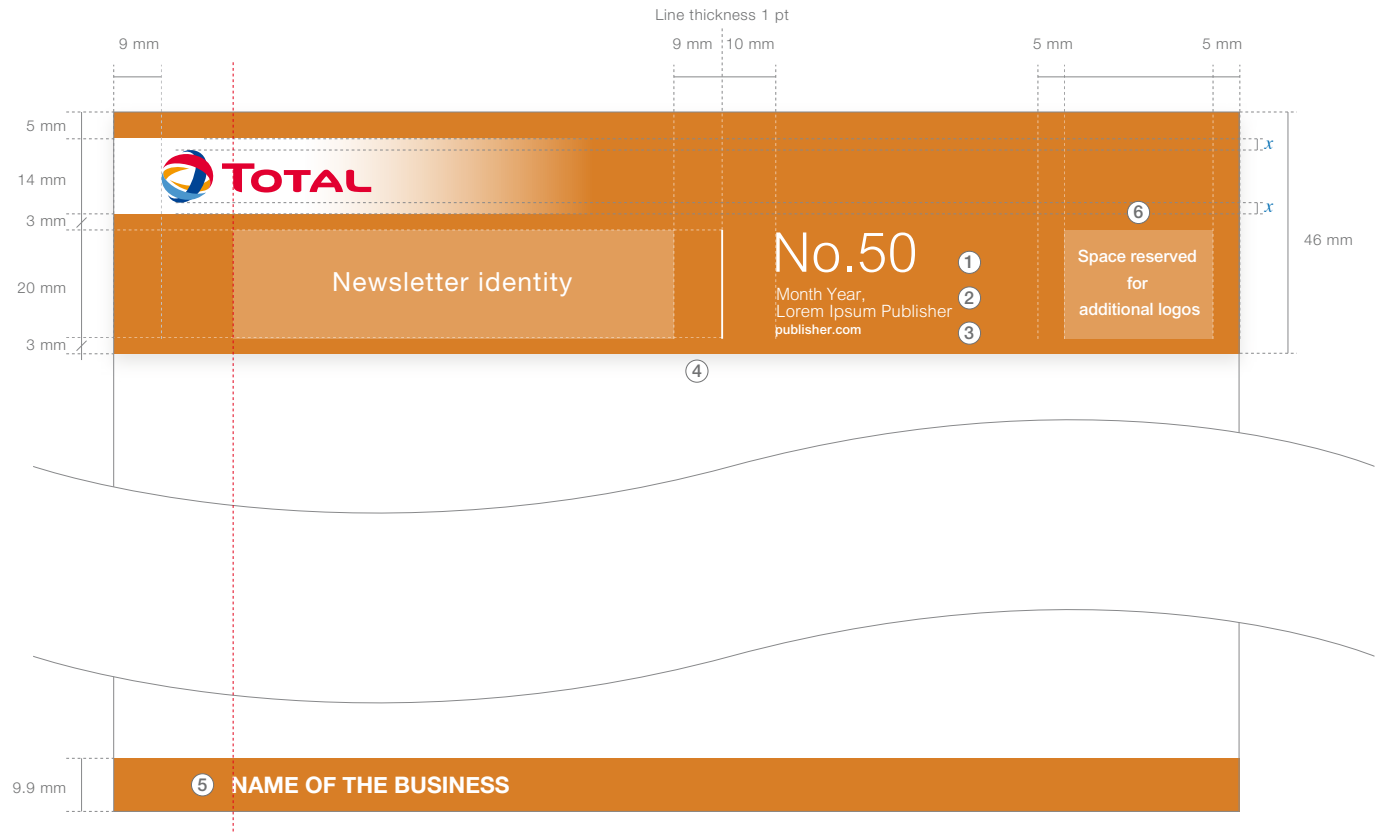 Line thickness 1 pt
9 mm
9 mm
10 mm
5 mm
5 mm
5 mm
x
14 mm
TOTAL
x
3 mm
6
46 mm
No.50
1
Space reserved
for
additional logos
20 mm
Newsletter identity
Month Year,
2
Lorem Ipsum Publisher
publisher.com
3
3 mm
4
9.9 mm
5
NAME OF THE BUSINESS